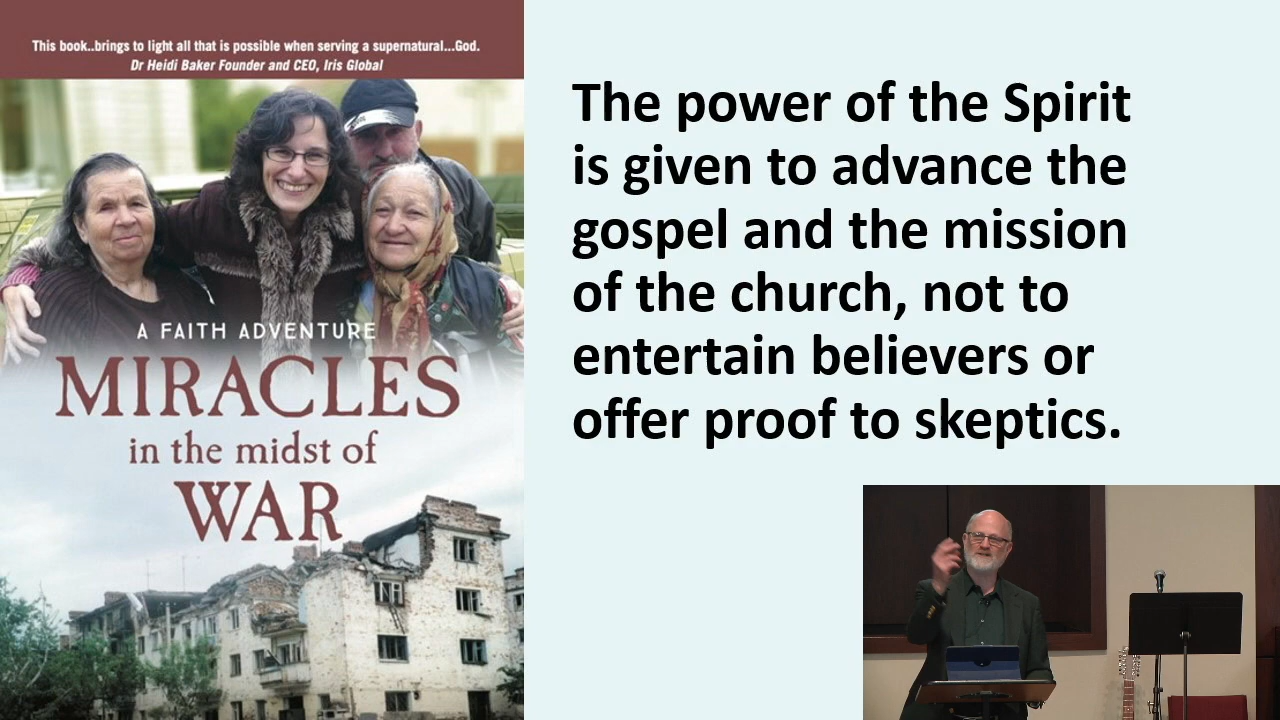 This book..brings to light all that is possible when serving a supernatural...God.
Dr Heidi Baker Founder and CEO, Iris Global
A FAITH ADVENTURE
MIRACLES
in the midst of
WAR
The power of the Spirit
is given to advance the
gospel and the mission
of the church, not to
entertain believers or
offer proof to skeptics.